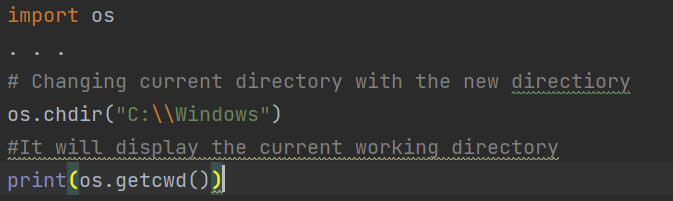 import os
. . .
# Changing current directory with the new directiory
os.chdir("C:\\Windows")
#It will display the current working directory
print(os.getcwd())